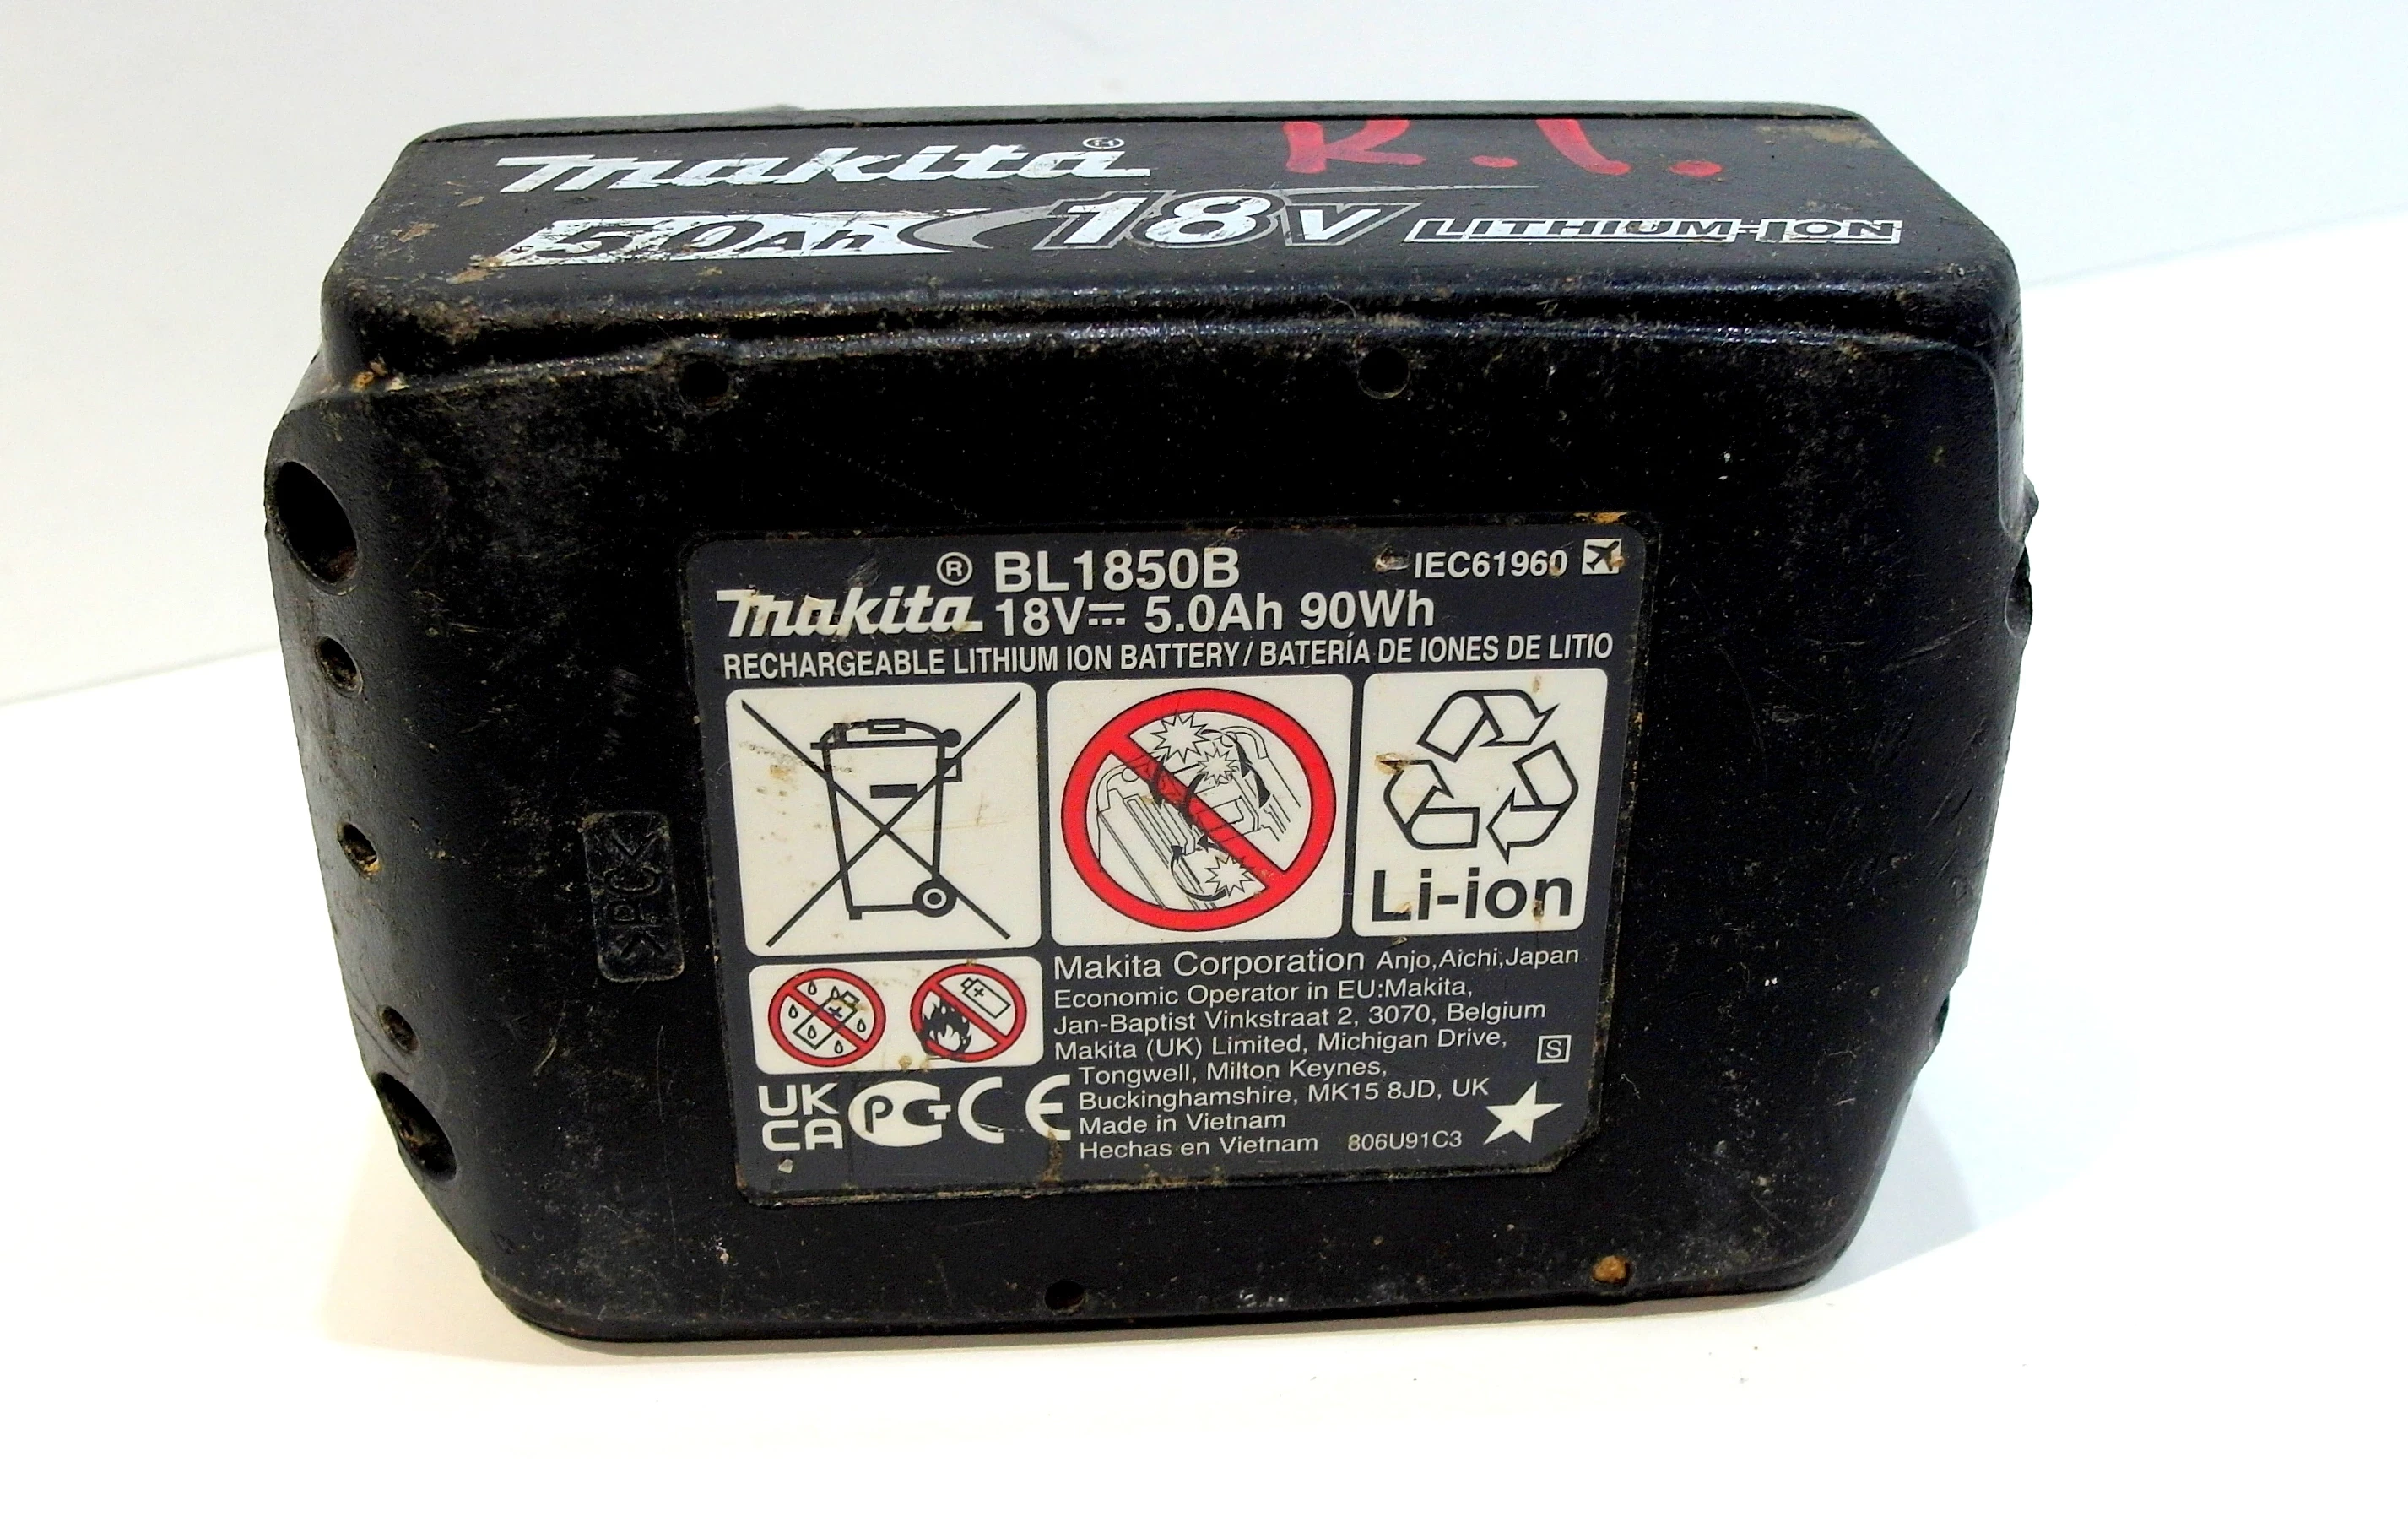 makita® R.I.
5.0Ah 18V LITHIUM-ION
® BL1850B IEC61960
makita 18V⎓ 5.0Ah 90Wh
RECHARGEABLE LITHIUM ION BATTERY / BATERÍA DE IONES DE LITIO
Li-ion
>PC<
Makita Corporation Anjo,Aichi,Japan
Economic Operator in EU:Makita,
Jan-Baptist Vinkstraat 2, 3070, Belgium
Makita (UK) Limited, Michigan Drive,
Tongwell, Milton Keynes,
Buckinghamshire, MK15 8JD, UK
Made in Vietnam
Hechas en Vietnam 806U91C3
S
UK
CA
PCT
CE